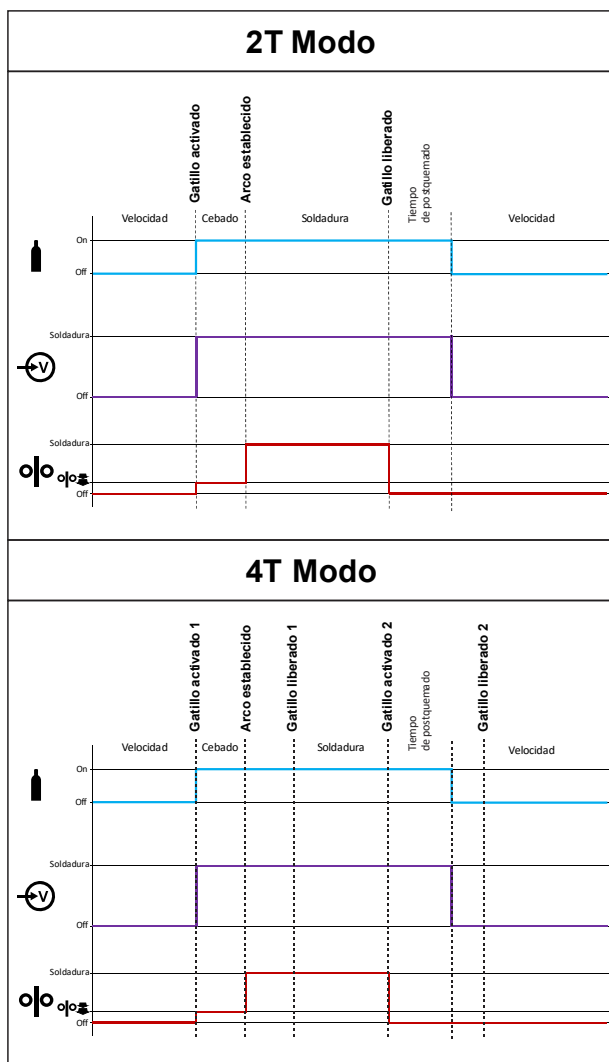 2T Modo
Gatillo activado
Arco establecido
Gatillo liberado
Tiempo
de postquemado
Velocidad
Cebado
Soldadura
Velocidad
On
Off
Soldadura
V
Off
Soldadura
Off
4T Modo
Gatillo activado 1
Arco establecido
Gatillo liberado 1
Gatillo activado 2
Tiempo
de postquemado
Gatillo liberado 2
Velocidad
Cebado
Soldadura
Velocidad
On
Off
Soldadura
V
Off
Soldadura
Off